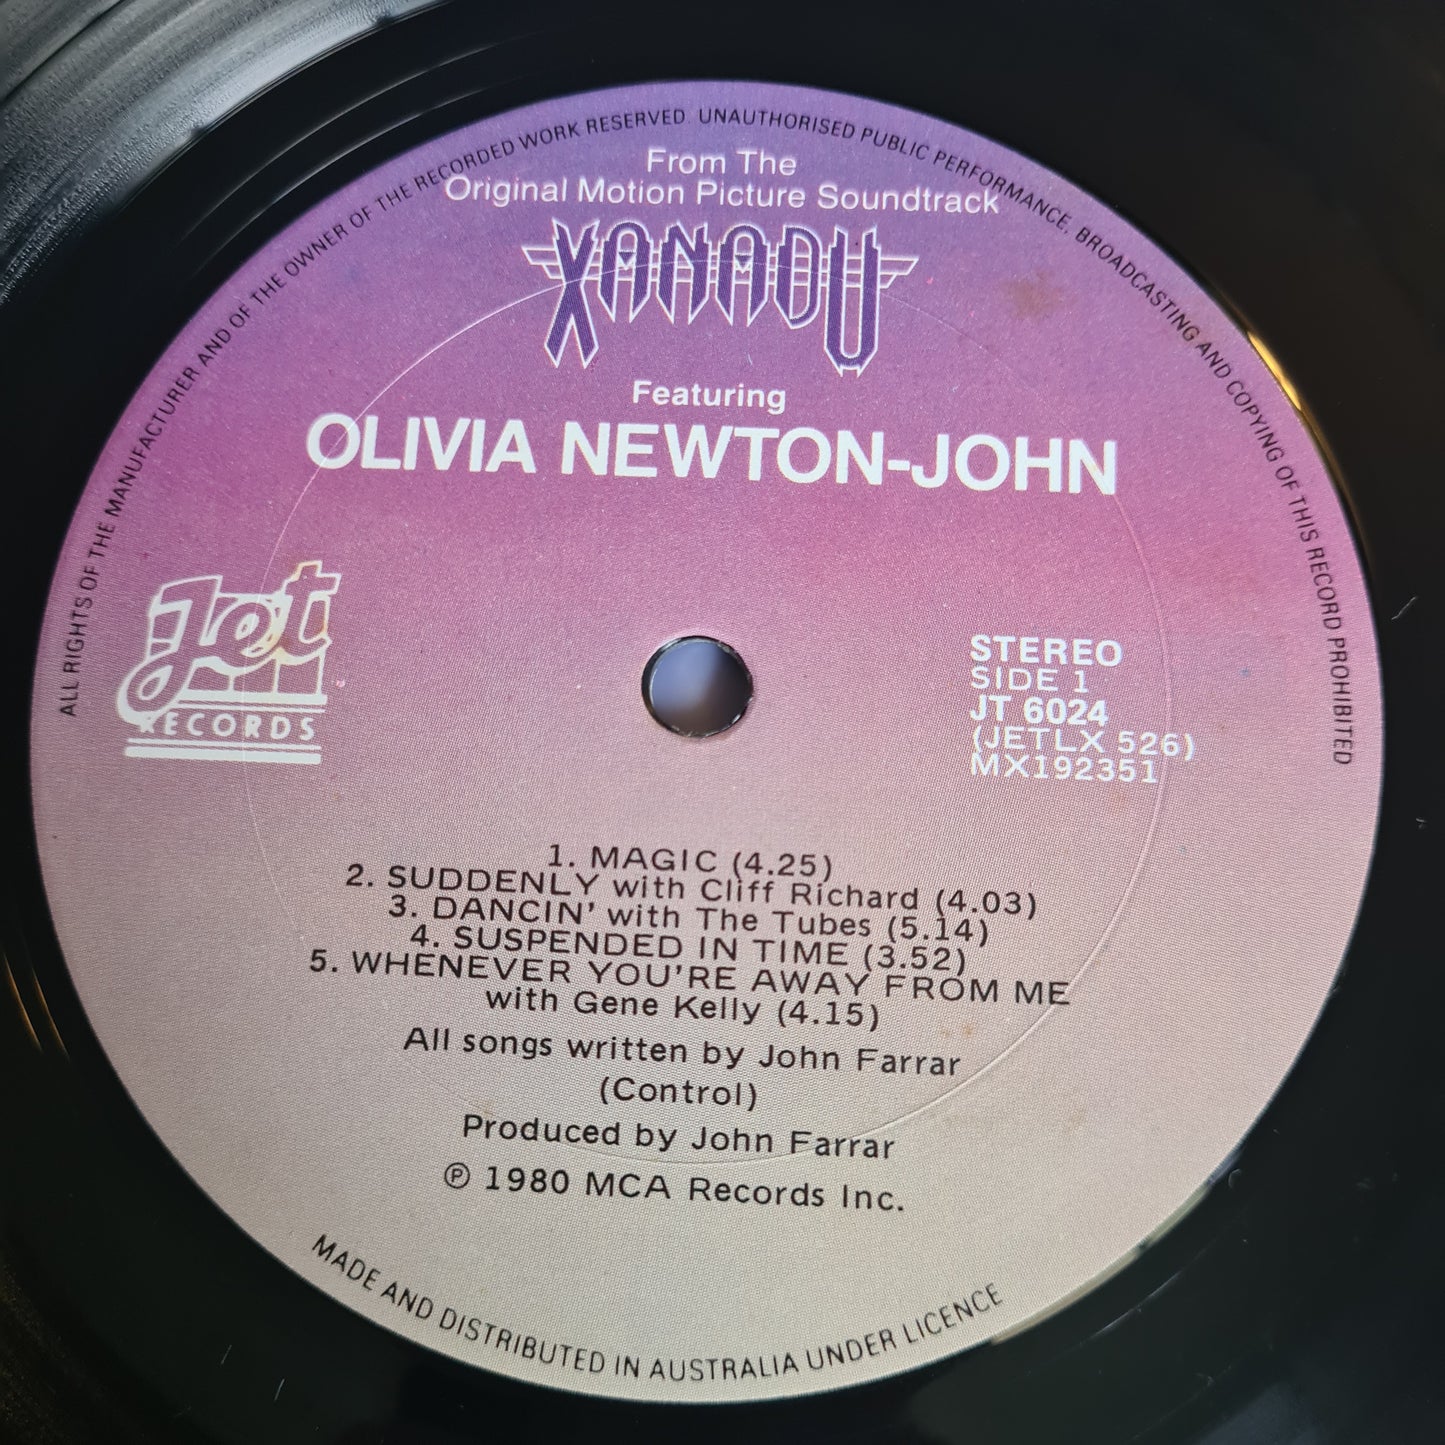 ALL RIGHTS OF THE MANUFACTURER AND OF THE OWNER OF THE RECORDED WORK RESERVED. UNAUTHORISED PUBLIC PERFORMANCE, BROADCASTING AND COPYING OF THIS RECORD PROHIBITED
From The
Original Motion Picture Soundtrack
XANADU
Featuring
OLIVIA NEWTON-JOHN
Jet
RECORDS
STEREO
SIDE 1
JT 6024
(JETLX 526)
MX192351
1. MAGIC (4.25)
2. SUDDENLY with Cliff Richard (4.03)
3. DANCIN' with The Tubes (5.14)
4. SUSPENDED IN TIME (3.52)
5. WHENEVER YOU'RE AWAY FROM ME
with Gene Kelly (4.15)
All songs written by John Farrar
(Control)
Produced by John Farrar
℗ 1980 MCA Records Inc.
MADE AND DISTRIBUTED IN AUSTRALIA UNDER LICENCE